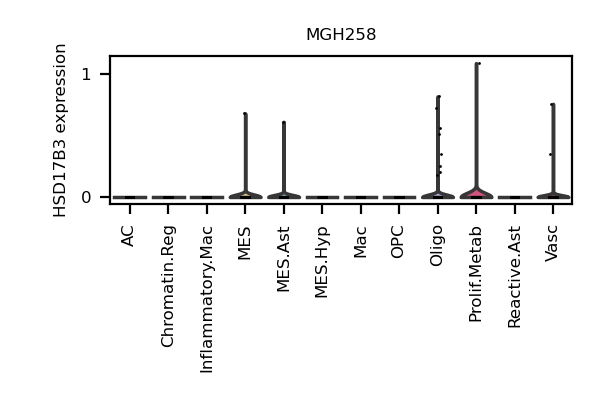 MGH258
HSD17B3 expression
1
0
AC
Chromatin.Reg
Inflammatory.Mac
MES
MES.Ast
MES.Hyp
Mac
OPC
Oligo
Prolif.Metab
Reactive.Ast
Vasc